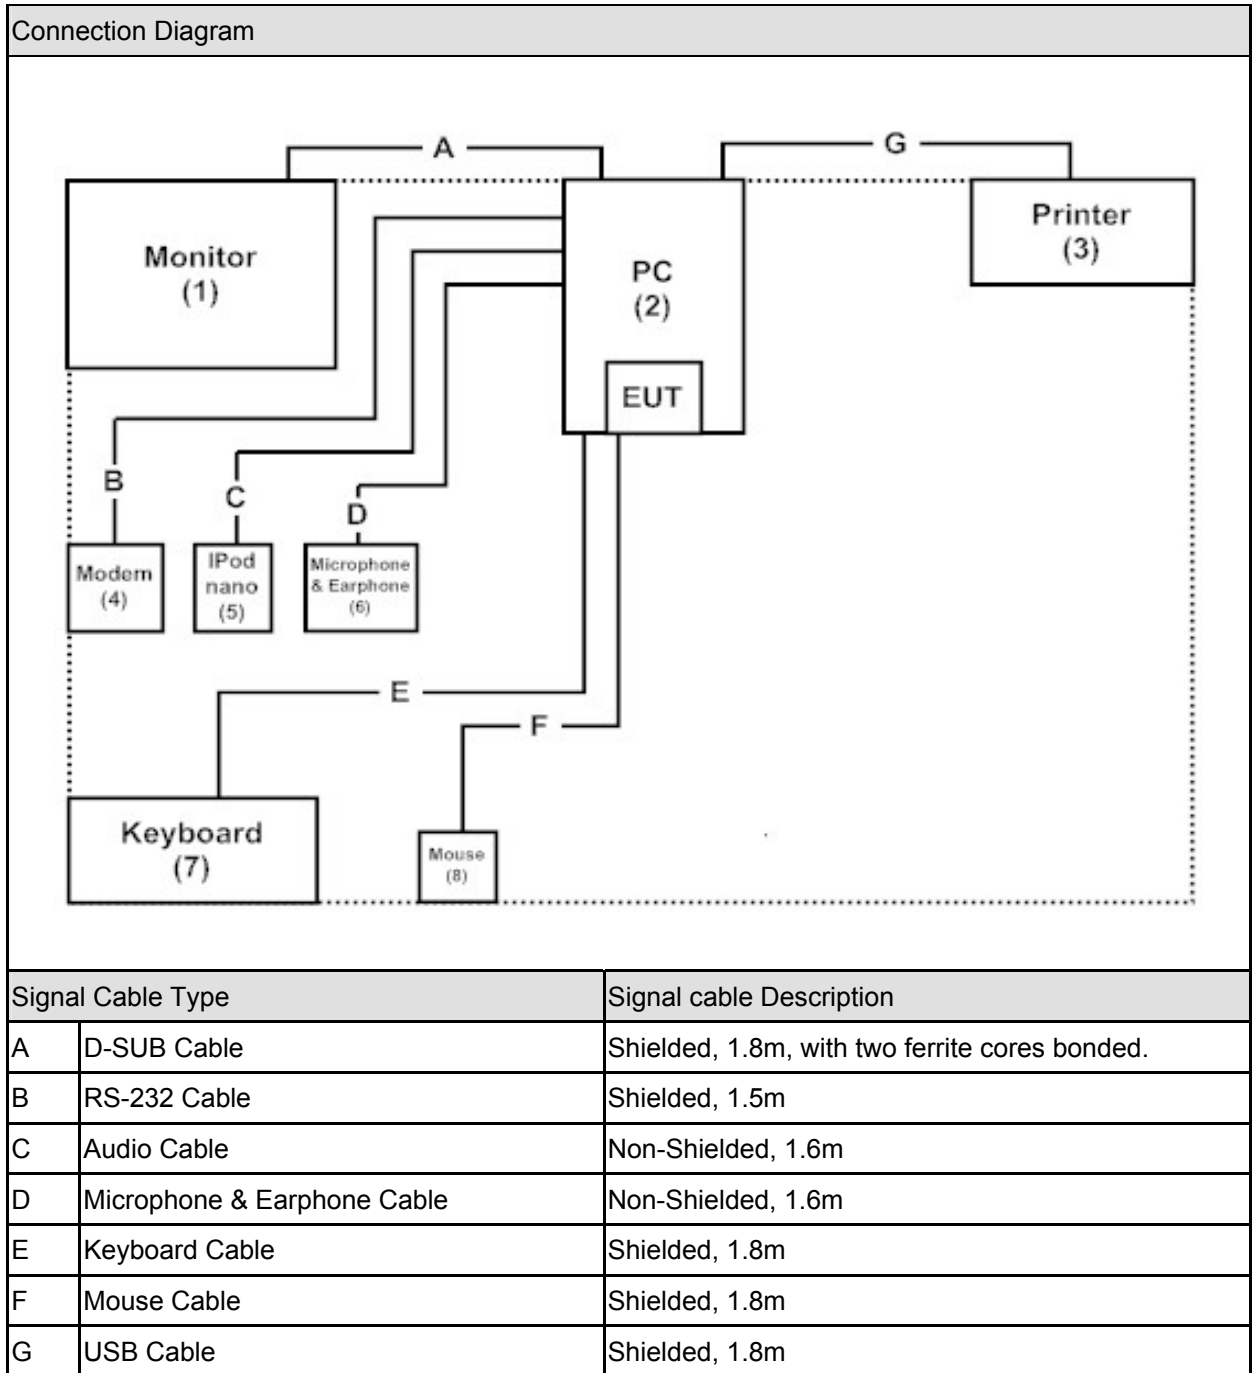 Connection Diagram
A
G
Monitor
(1)
PC
(2)
EUT
Printer
(3)
B
C
D
Modem
(4)
IPod
nano
(5)
Microphone
& Earphone
(6)
E
F
Keyboard
(7)
Mouse
(8)
Signal Cable Type Signal cable Description
A D-SUB Cable Shielded, 1.8m, with two ferrite cores bonded.
B RS-232 Cable Shielded, 1.5m
C Audio Cable Non-Shielded, 1.6m
D Microphone & Earphone Cable Non-Shielded, 1.6m
E Keyboard Cable Shielded, 1.8m
F Mouse Cable Shielded, 1.8m
G USB Cable Shielded, 1.8m